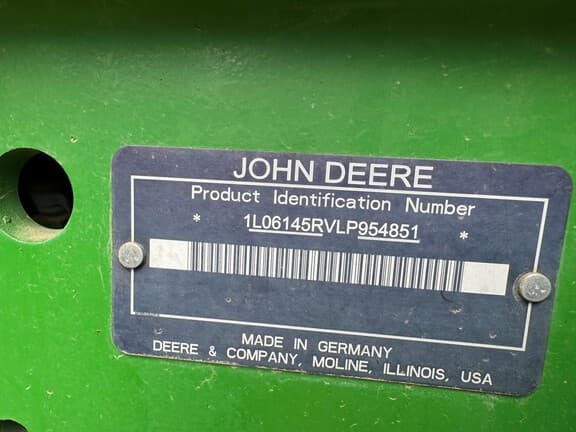 JOHN DEERE
Product Identification Number
* 1L06145RVLP954851 *
MADE IN GERMANY
DEERE & COMPANY, MOLINE, ILLINOIS, USA